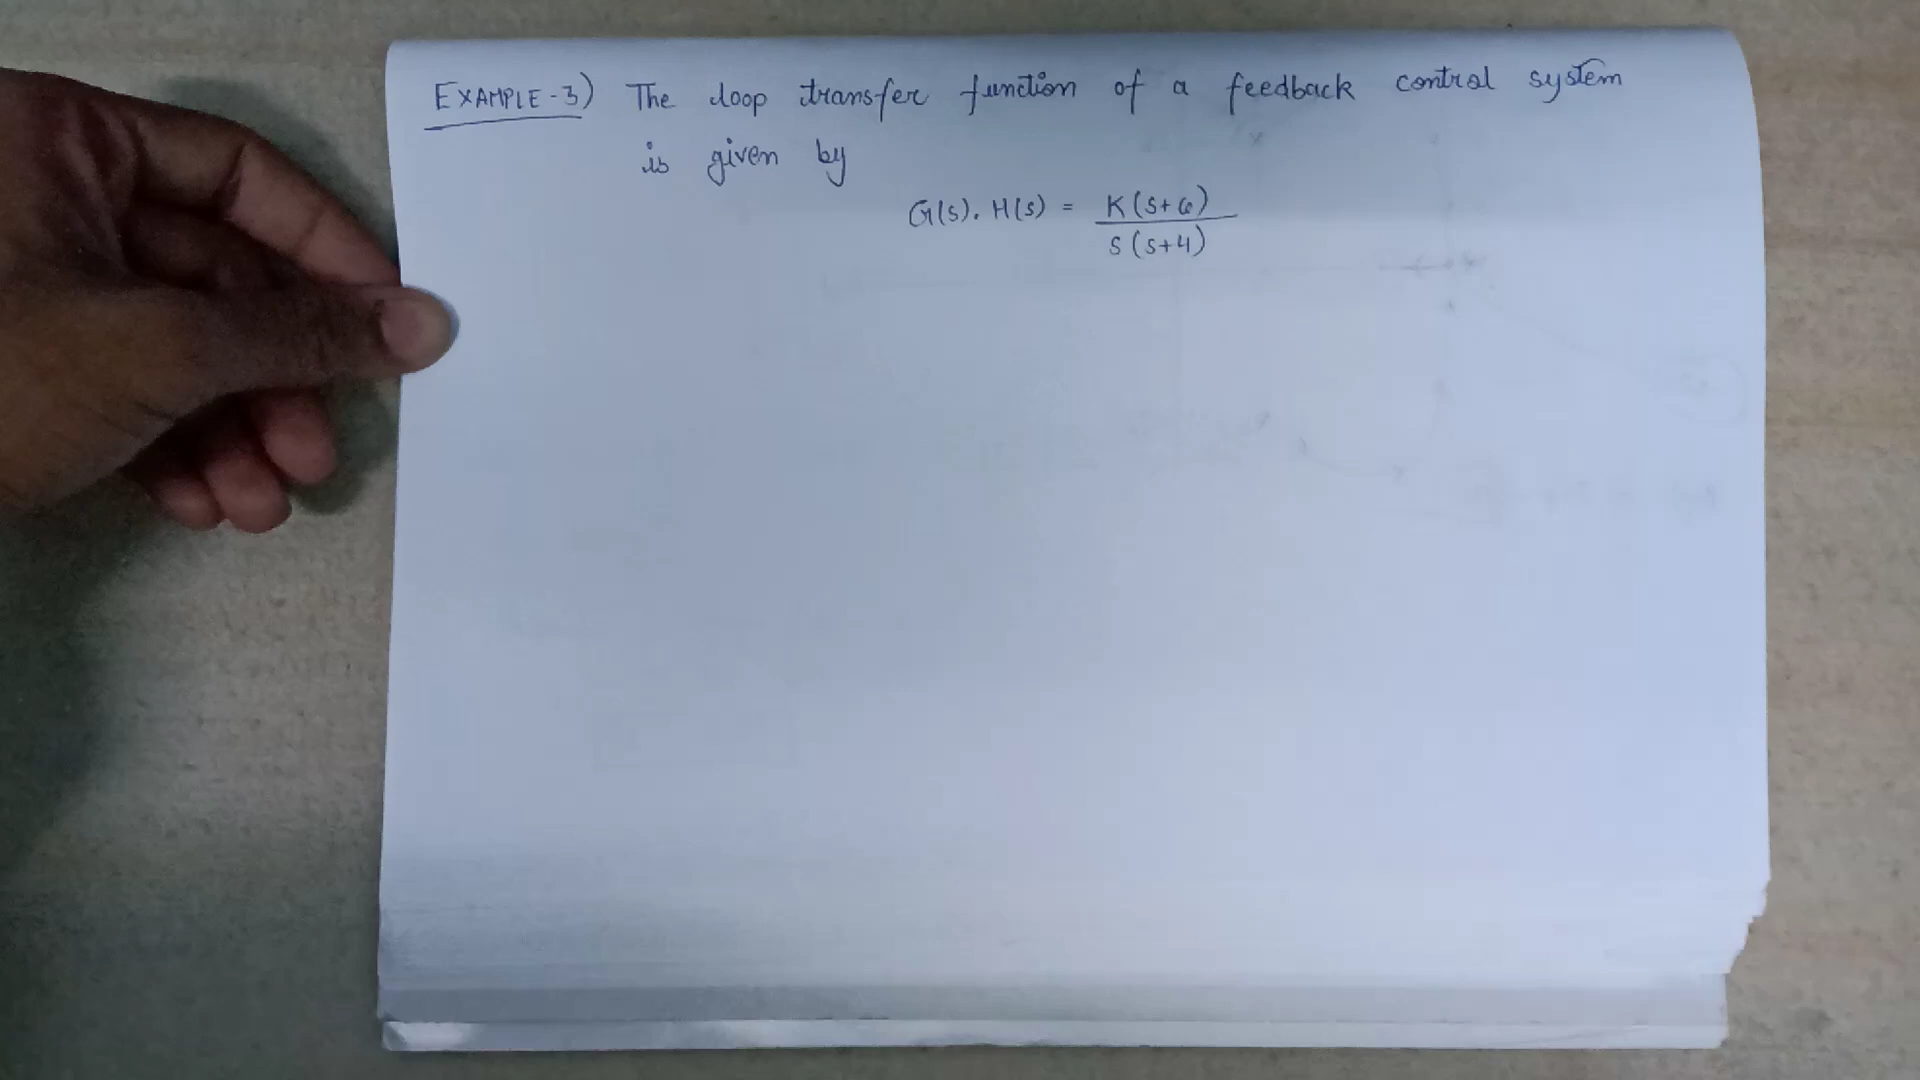 EXAMPLE-3) The loop transfer function of a feedback control system
is given by
G(s). H(s) = K(s+6)
s(s+4)